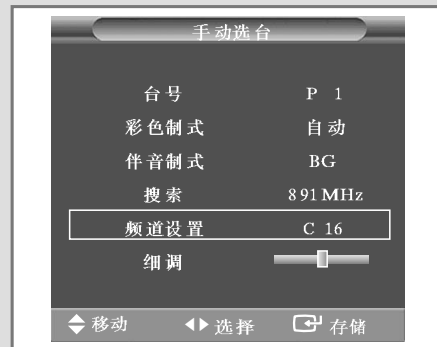 手动选台
台号 P 1
彩色制式 自动
伴音制式 BG
搜索 891MHz
频道设置 C 16
细调
移动 选择 存储